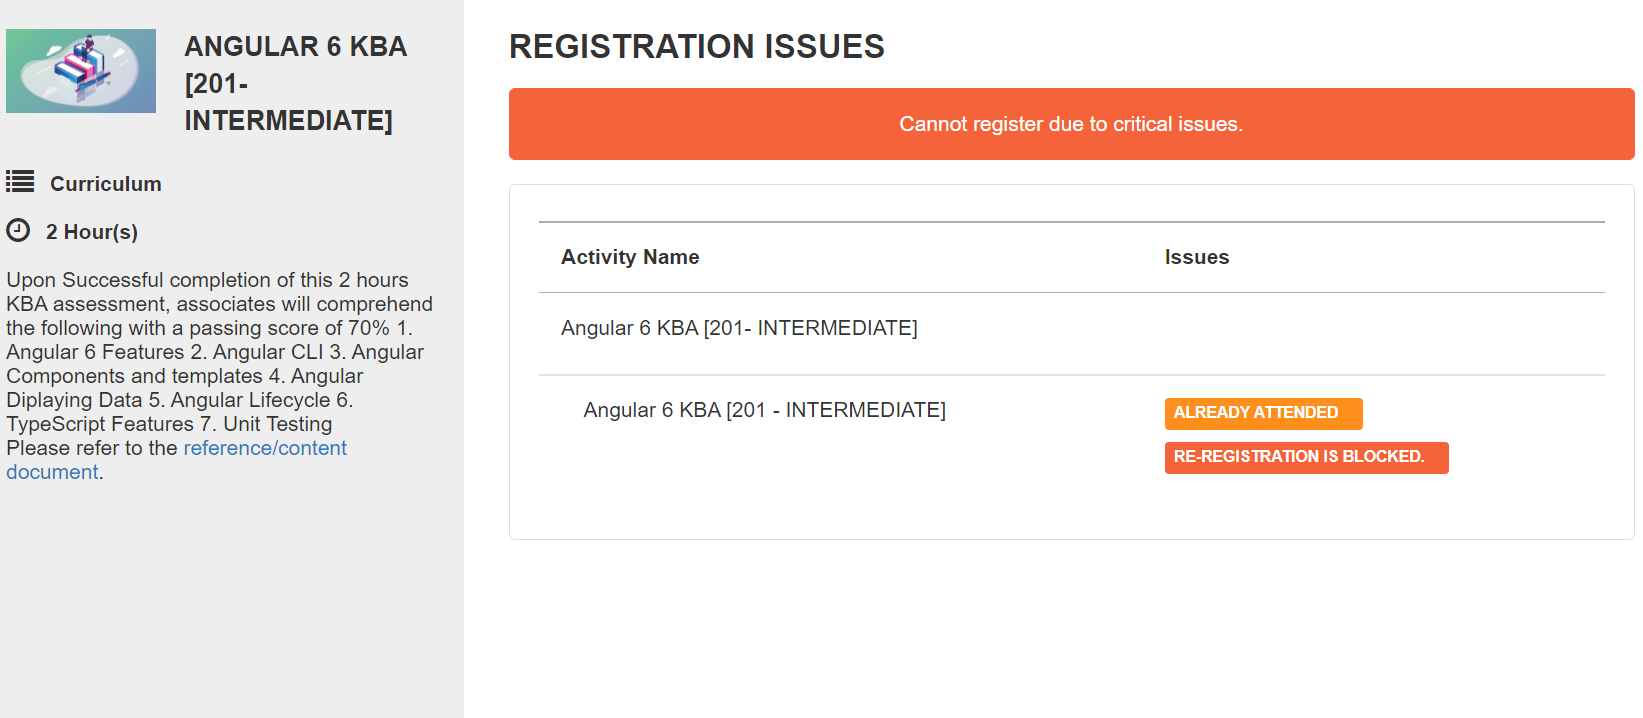 ANGULAR 6 KBA
[201-
INTERMEDIATE]
Curriculum
2 Hour(s)
Upon Successful completion of this 2 hours
KBA assessment, associates will comprehend
the following with a passing score of 70% 1.
Angular 6 Features 2. Angular CLI 3. Angular
Components and templates 4. Angular
Diplaying Data 5. Angular Lifecycle 6.
TypeScript Features 7. Unit Testing
Please refer to the reference/content
document.
REGISTRATION ISSUES
Cannot register due to critical issues.
Activity Name Issues
Angular 6 KBA [201- INTERMEDIATE]
Angular 6 KBA [201 - INTERMEDIATE] ALREADY ATTENDED
RE-REGISTRATION IS BLOCKED.